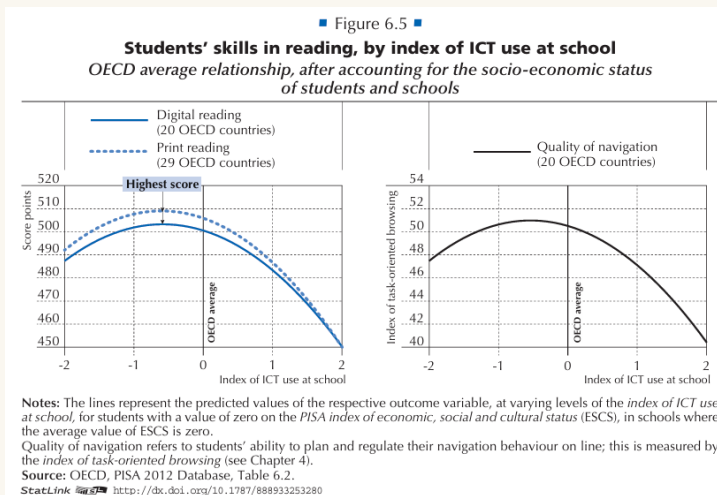 Figure 6.5
Students' skills in reading, by index of ICT use at school
OECD average relationship, after accounting for the socio-economic status
of students and schools
Digital reading
(20 OECD countries)
Print reading
(29 OECD countries)
Highest score
Score points
520
510
500
490
480
470
460
450
OECD average
-2 -1 0 1 2
Index of ICT use at school
Quality of navigation
(20 OECD countries)
Index of task-oriented browsing
54
52
50
48
46
44
42
40
OECD average
-2 -1 0 1 2
Index of ICT use at school
Notes: The lines represent the predicted values of the respective outcome variable, at varying levels of the index of ICT use
at school, for students with a value of zero on the PISA index of economic, social and cultural status (ESCS), in schools where
the average value of ESCS is zero.
Quality of navigation refers to students' ability to plan and regulate their navigation behaviour on line; this is measured by
the index of task-oriented browsing (see Chapter 4).
Source: OECD, PISA 2012 Database, Table 6.2.
StatLink http://dx.doi.org/10.1787/888933253280